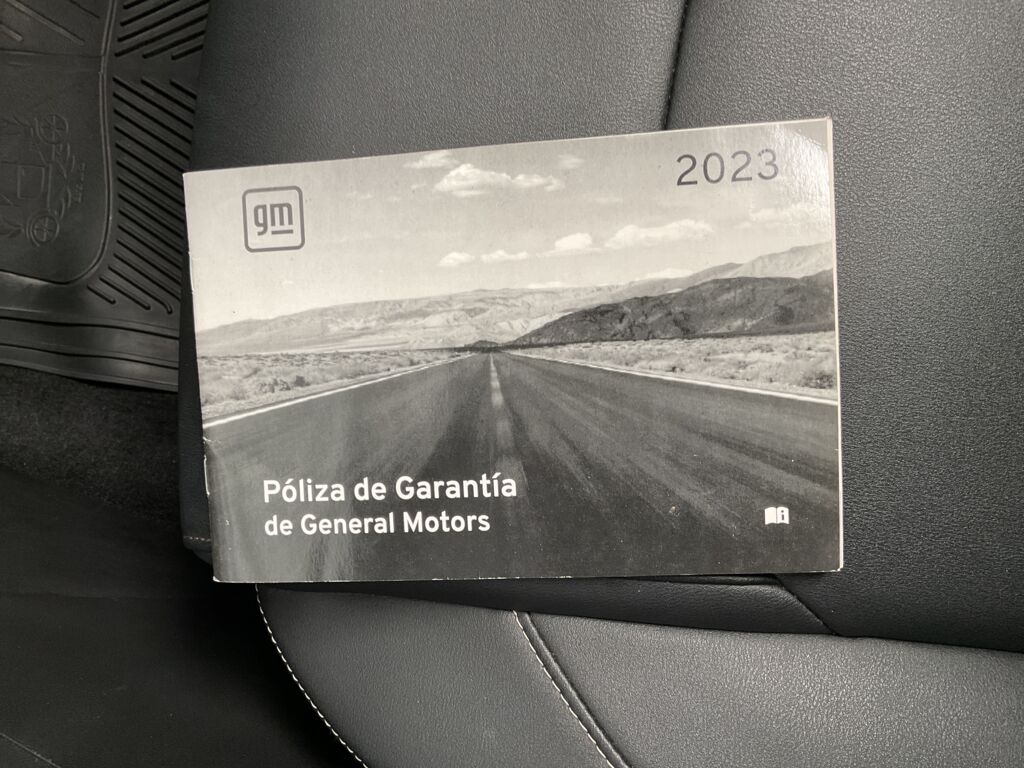 gm
2023
Póliza de Garantía
de General Motors
i